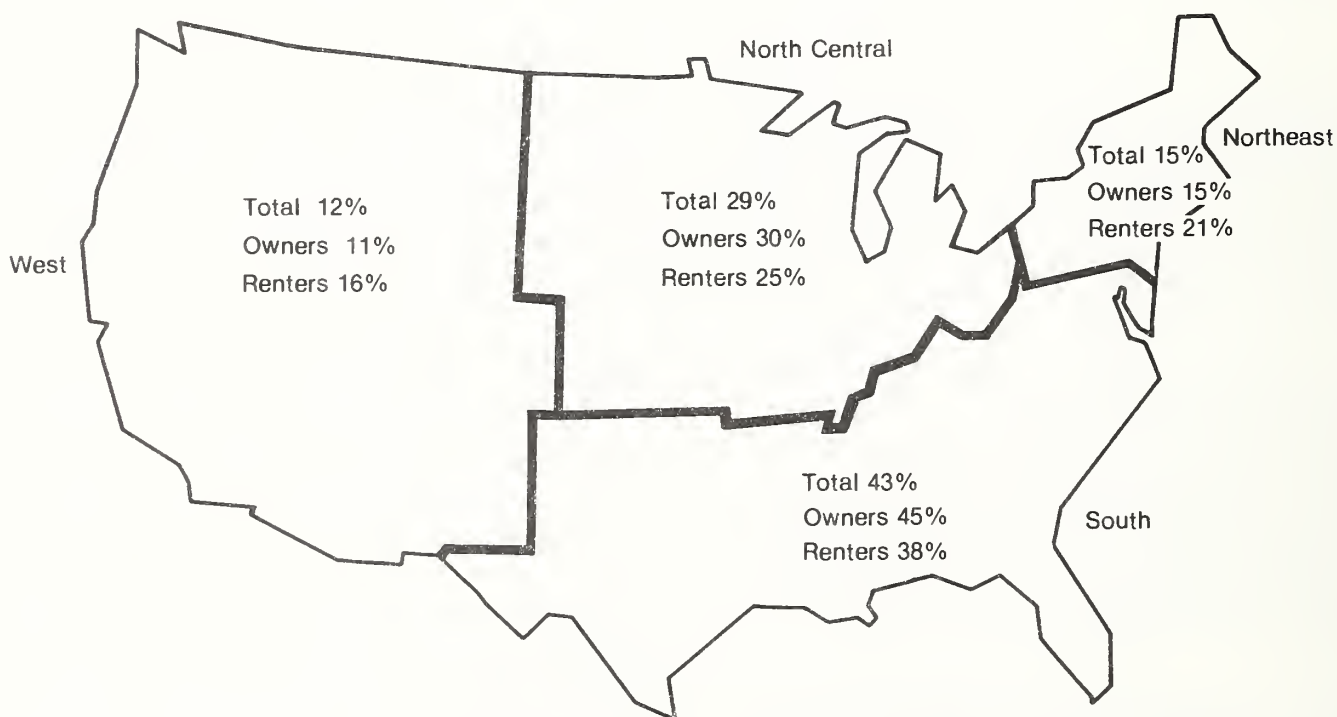 North Central
Northeast
Total 15%
Owners 15%
Renters 21%
Total 12%
Owners 11%
Renters 16%
Total 29%
Owners 30%
Renters 25%
West
Total 43%
Owners 45%
Renters 38%
South